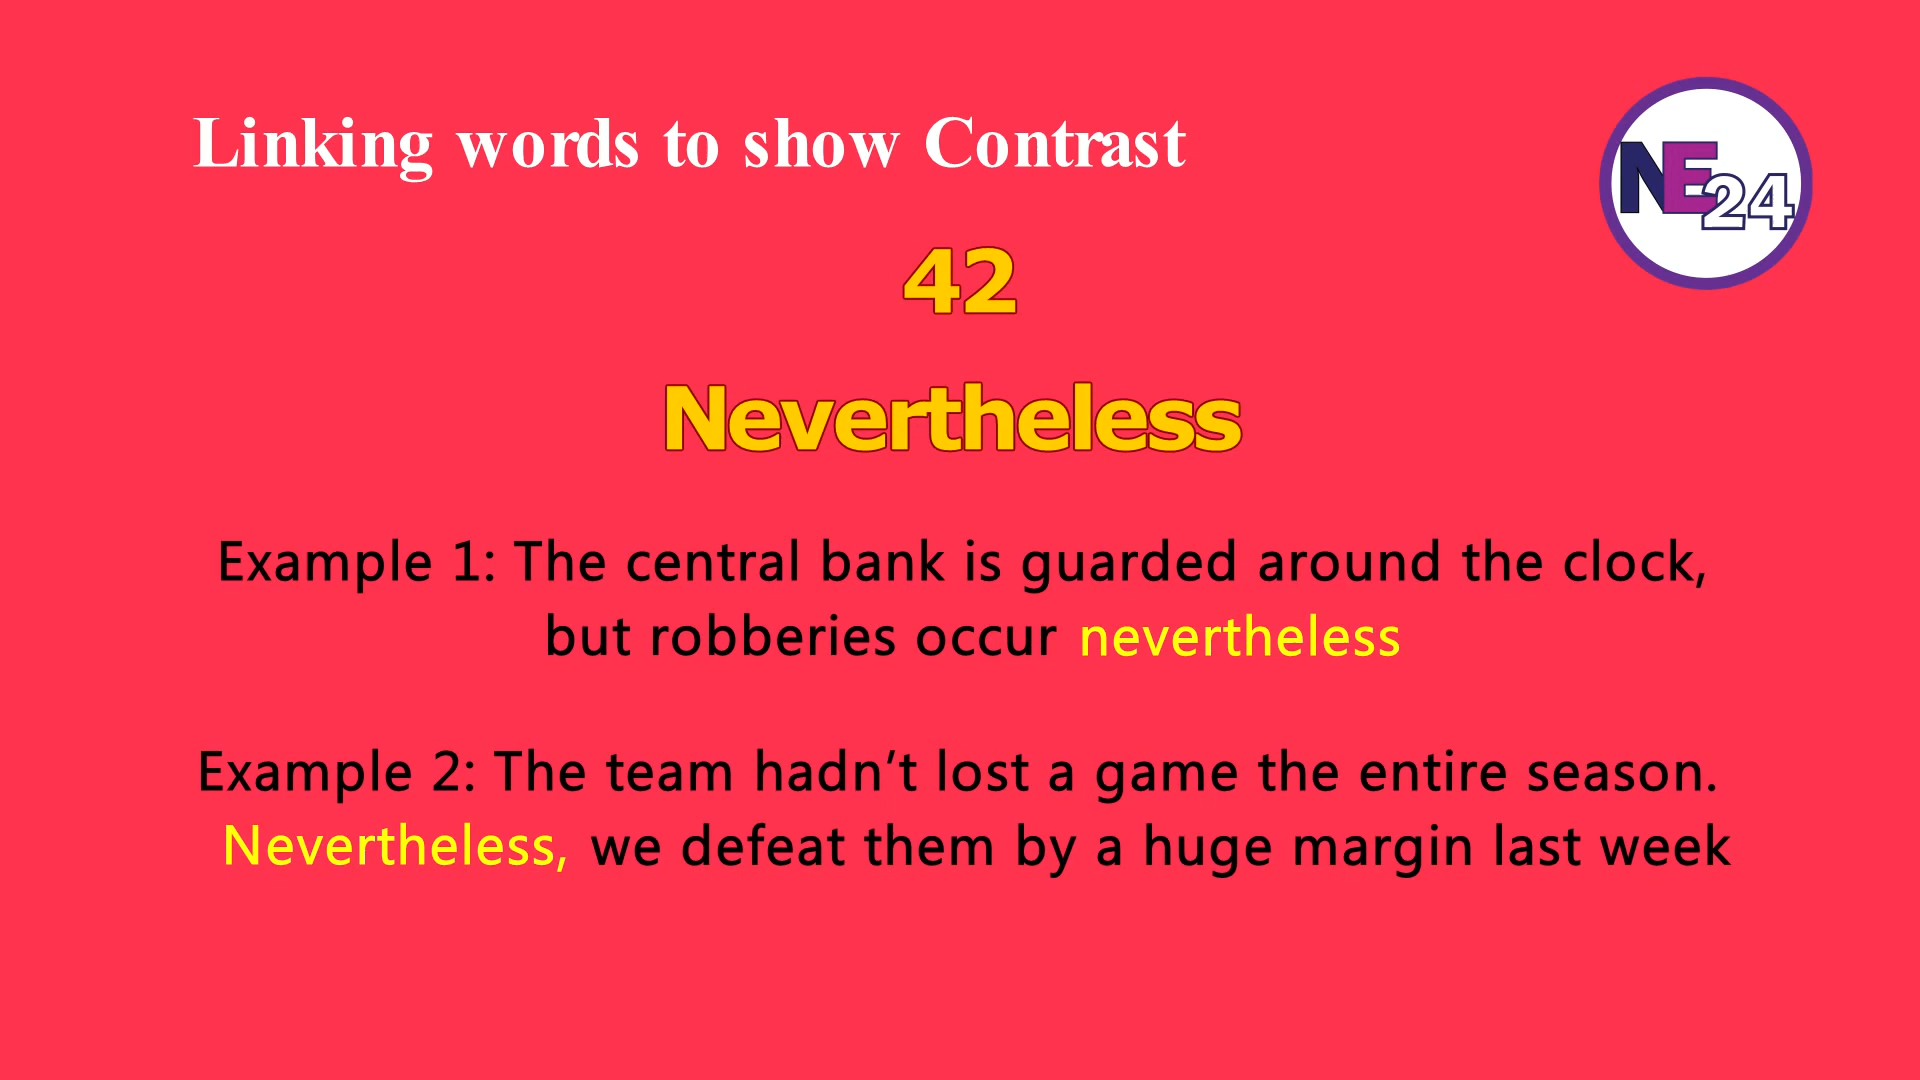 Linking words to show Contrast
NE24
42
Nevertheless
Example 1: The central bank is guarded around the clock,
but robberies occur nevertheless
Example 2: The team hadn’t lost a game the entire season.
Nevertheless, we defeat them by a huge margin last week